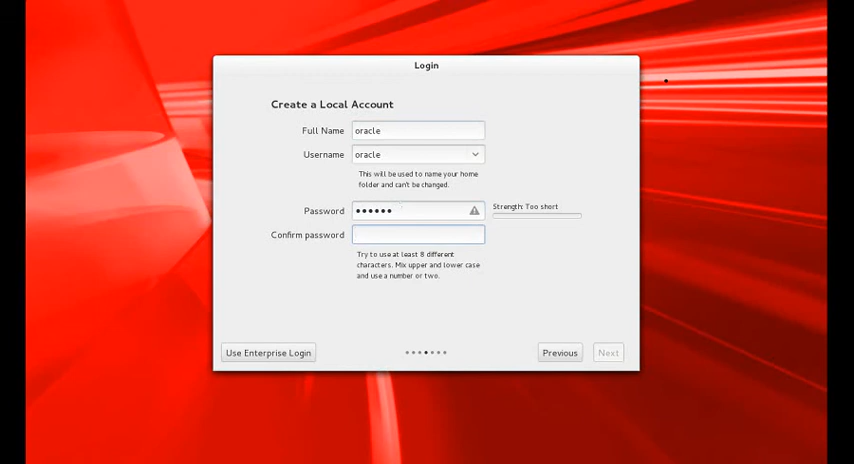 Login
Create a Local Account
Full Name oracle
Username oracle
This will be used to name your home
folder and can't be changed.
Password •••••• Strength: Too short
Confirm password
Try to use at least 8 different
characters. Mix upper and lower case
and use a number or two.
Use Enterprise Login Previous Next